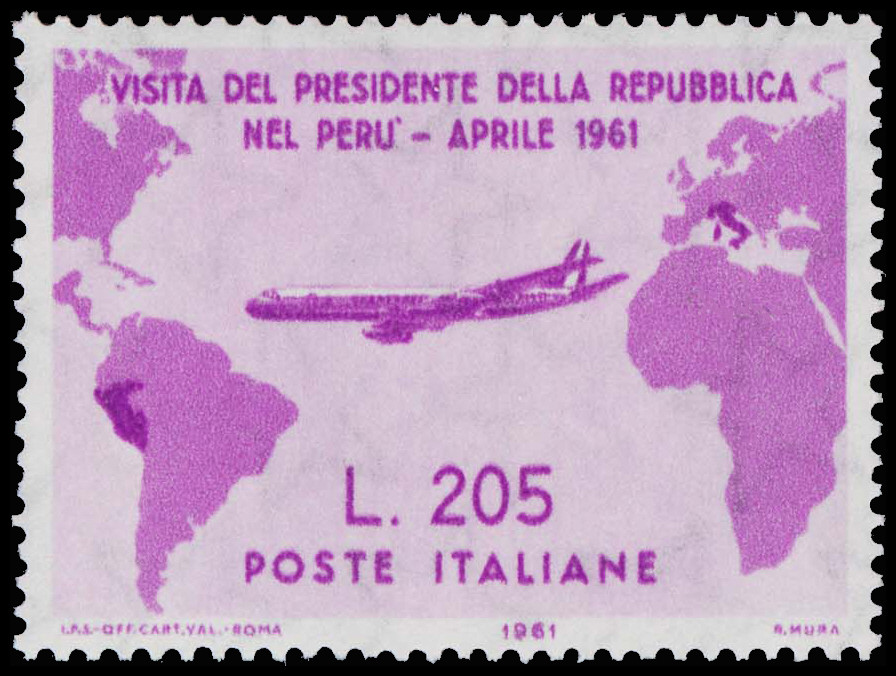 VISITA DEL PRESIDENTE DELLA REPUBBLICA
NEL PERU' - APRILE 1961
L. 205
POSTE ITALIANE
I.P.S.-OFF.CART.VAL.-ROMA 1961 R.MURA